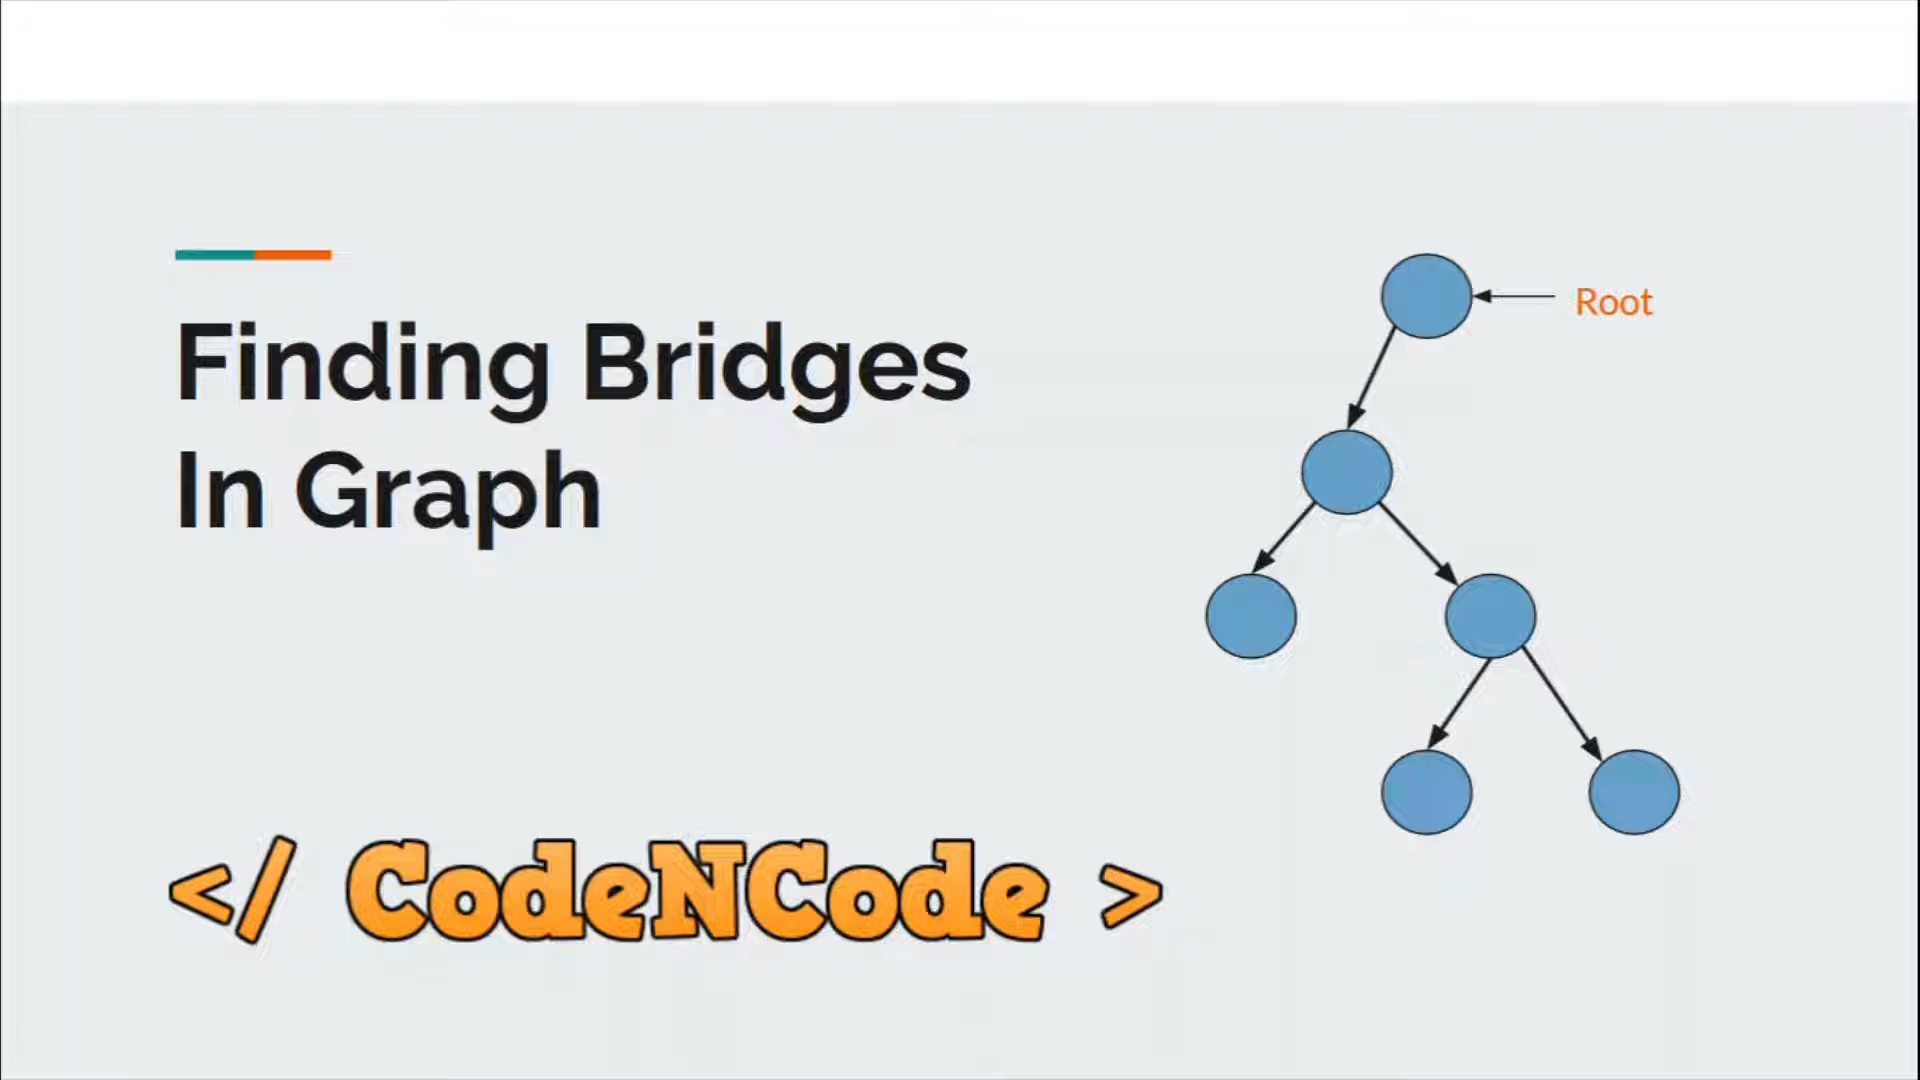 Finding Bridges
In Graph
Root
</ CodeNCode >